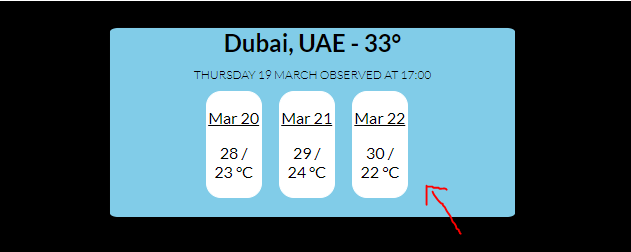 Dubai, UAE - 33°
THURSDAY 19 MARCH OBSERVED AT 17:00
Mar 20
28 /
23 °C
Mar 21
29 /
24 °C
Mar 22
30 /
22 °C